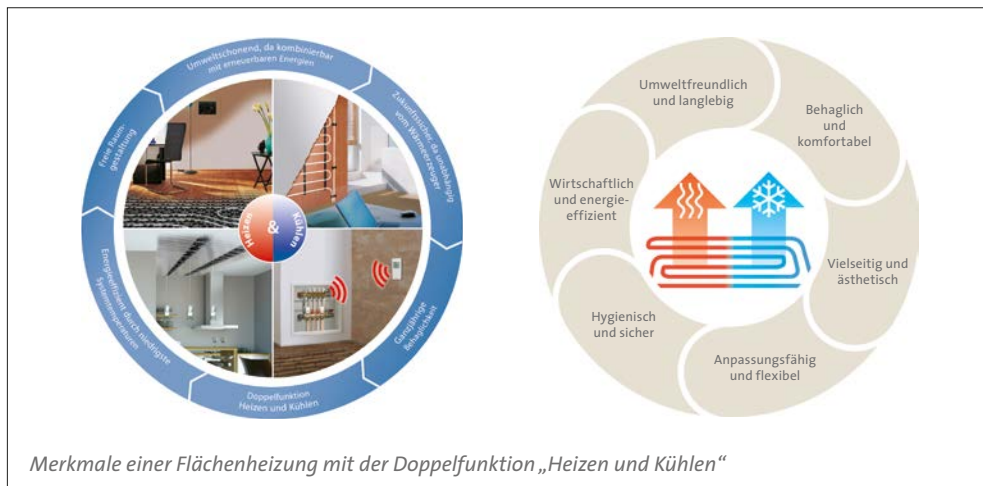 Umweltschonend, da kombinierbar
mit erneuerbaren Energien
Zukunftssicher, da unabhängig
vom Wärmeerzeuger
Ganzjährige
Behaglichkeit
Doppelfunktion
Heizen und Kühlen
Energieeffizient durch niedrigste
Systemtemperaturen
Freie Raum-
gestaltung
Heizen
&
Kühlen
Umweltfreundlich
und langlebig
Behaglich
und
komfortabel
Vielseitig und
ästhetisch
Anpassungsfähig
und flexibel
Hygienisch
und sicher
Wirtschaftlich
und energie-
effizient
Merkmale einer Flächenheizung mit der Doppelfunktion „Heizen und Kühlen“